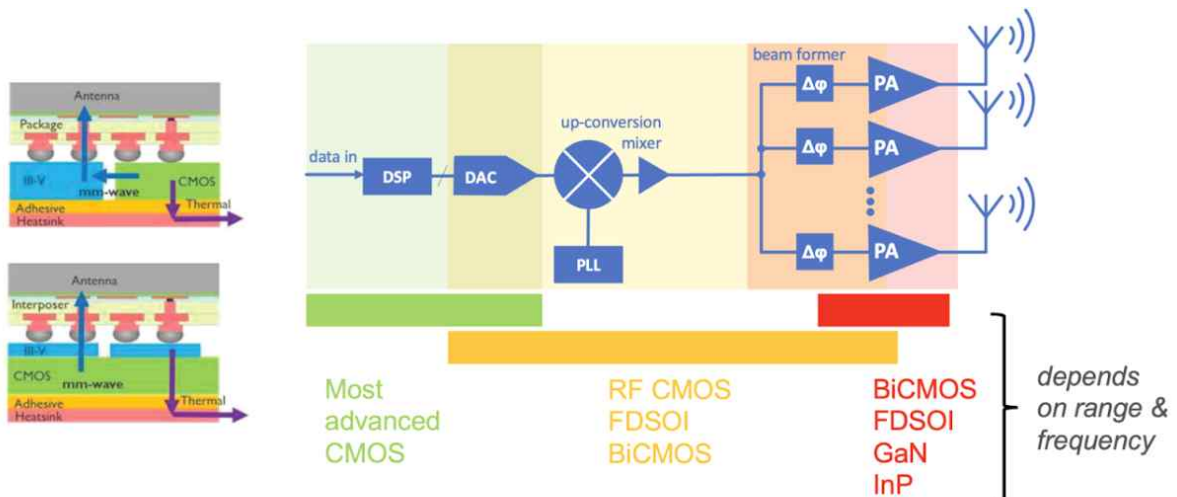 Antenna
Package
III-V
mm-wave
CMOS
Thermal
Adhesive
Heatsink
Antenna
Interposer
III-V
CMOS
mm-wave
Adhesive
Thermal
Heatsink
data in
DSP
DAC
up-conversion
mixer
PLL
beam former
Δφ
PA
Δφ
PA
Δφ
PA
Most
advanced
CMOS
RF CMOS
FDSOI
BiCMOS
BiCMOS
FDSOI
GaN
InP
depends
on range &
frequency